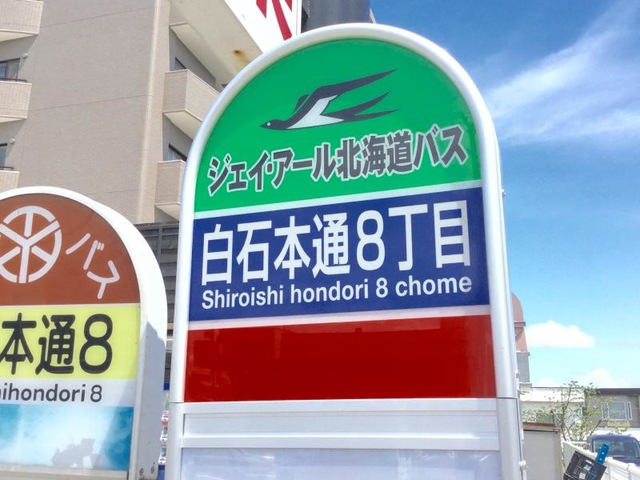 ジェイ・アール北海道バス
白石本通8丁目
Shiroishi hondori 8 chome
バス
本通8
hihondori 8